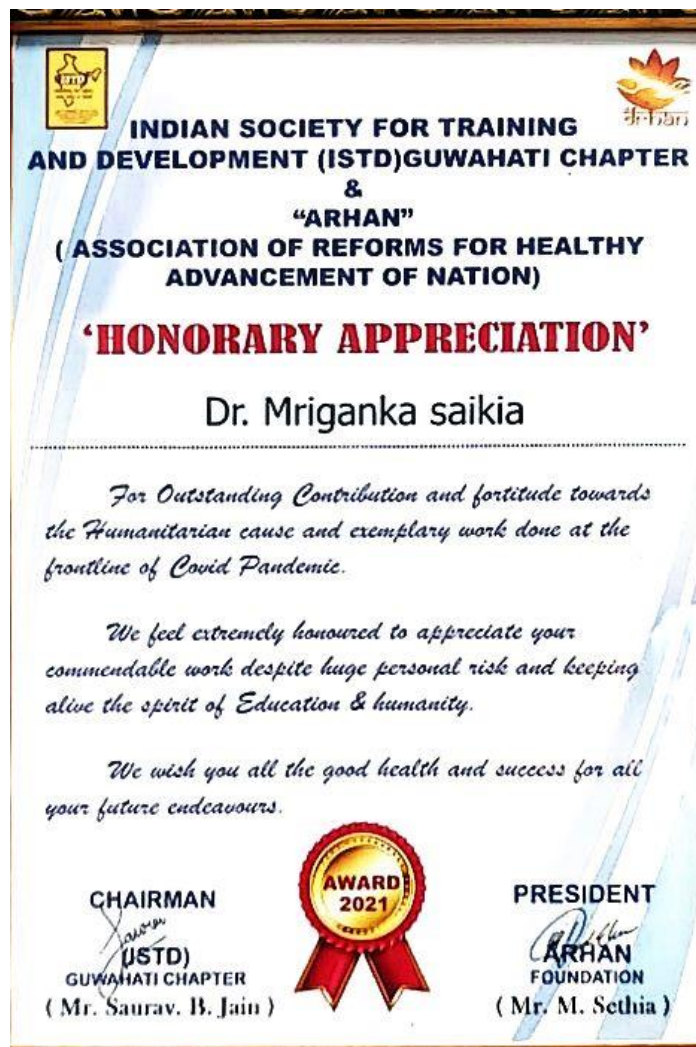 ISTD
arhan
INDIAN SOCIETY FOR TRAINING
AND DEVELOPMENT (ISTD)GUWAHATI CHAPTER
&
“ARHAN”
( ASSOCIATION OF REFORMS FOR HEALTHY
ADVANCEMENT OF NATION)
‘HONORARY APPRECIATION’
Dr. Mriganka saikia
For Outstanding Contribution and fortitude towards
the Humanitarian cause and exemplary work done at the
frontline of Covid Pandemic.
We feel extremely honoured to appreciate your
commendable work despite huge personal risk and keeping
alive the spirit of Education & humanity.
We wish you all the good health and success for all
your future endeavours.
AWARD
2021
CHAIRMAN
(ISTD)
GUWAHATI CHAPTER
( Mr. Saurav. B. Jain )
PRESIDENT
ARHAN
FOUNDATION
( Mr. M. Sethia )